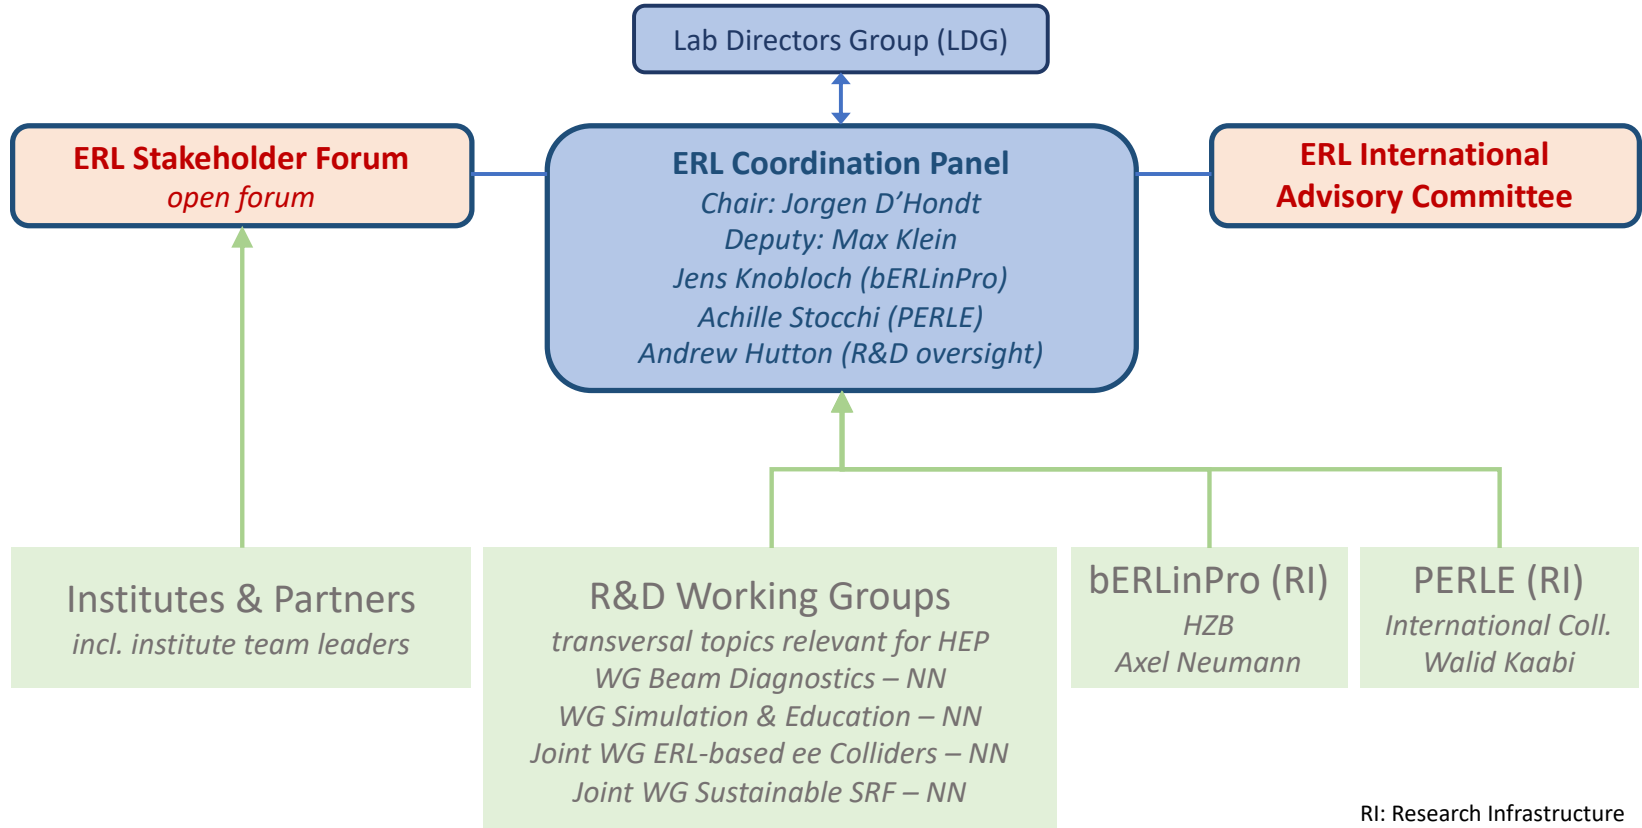 Lab Directors Group (LDG)
ERL Stakeholder Forum
open forum
ERL Coordination Panel
Chair: Jorgen D’Hondt
Deputy: Max Klein
Jens Knobloch (bERLinPro)
Achille Stocchi (PERLE)
Andrew Hutton (R&D oversight)
ERL International
Advisory Committee
Institutes & Partners
incl. institute team leaders
R&D Working Groups
transversal topics relevant for HEP
WG Beam Diagnostics – NN
WG Simulation & Education – NN
Joint WG ERL-based ee Colliders – NN
Joint WG Sustainable SRF – NN
bERLinPro (RI)
HZB
Axel Neumann
PERLE (RI)
International Coll.
Walid Kaabi
RI: Research Infrastructure